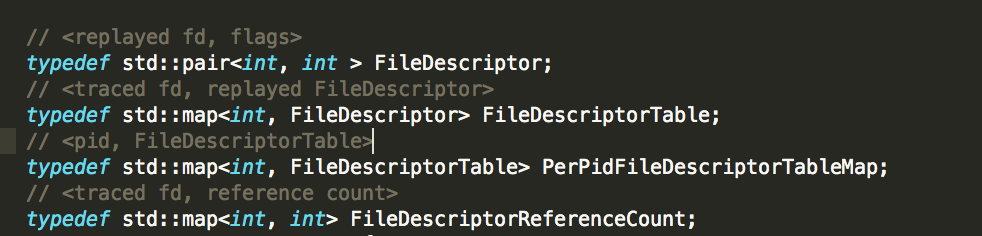 // <replayed fd, flags>
typedef std::pair<int, int > FileDescriptor;
// <traced fd, replayed FileDescriptor>
typedef std::map<int, FileDescriptor> FileDescriptorTable;
// <pid, FileDescriptorTable>
typedef std::map<int, FileDescriptorTable> PerPidFileDescriptorTableMap;
// <traced fd, reference count>
typedef std::map<int, int> FileDescriptorReferenceCount;